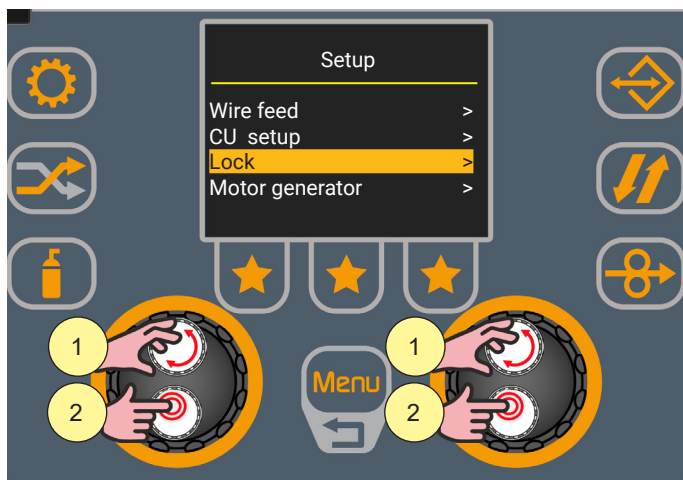 Setup
Wire feed >
CU setup >
Lock >
Motor generator >
1
2
Menu
1
2